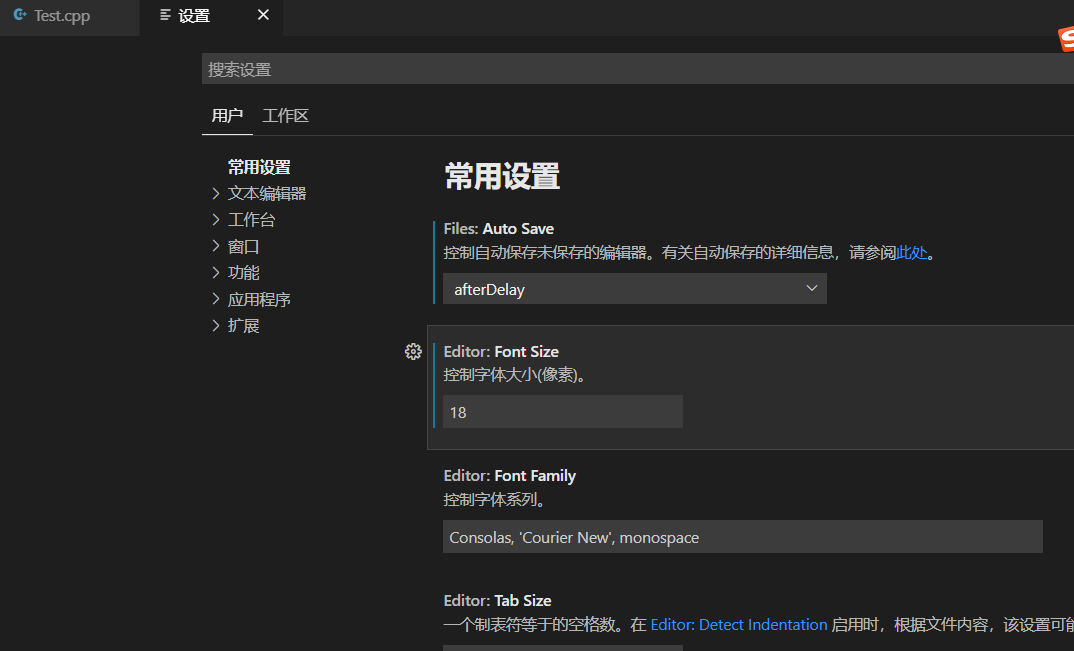 Test.cpp 设置
搜索设置
用户 工作区
常用设置
文本编辑器
工作台
窗口
功能
应用程序
扩展
常用设置
Files: Auto Save
控制自动保存未保存的编辑器。有关自动保存的详细信息，请参阅此处。
afterDelay
Editor: Font Size
控制字体大小(像素)。
18
Editor: Font Family
控制字体系列。
Consolas, 'Courier New', monospace
Editor: Tab Size
一个制表符等于的空格数。在 Editor: Detect Indentation 启用时，根据文件内容，该设置可能